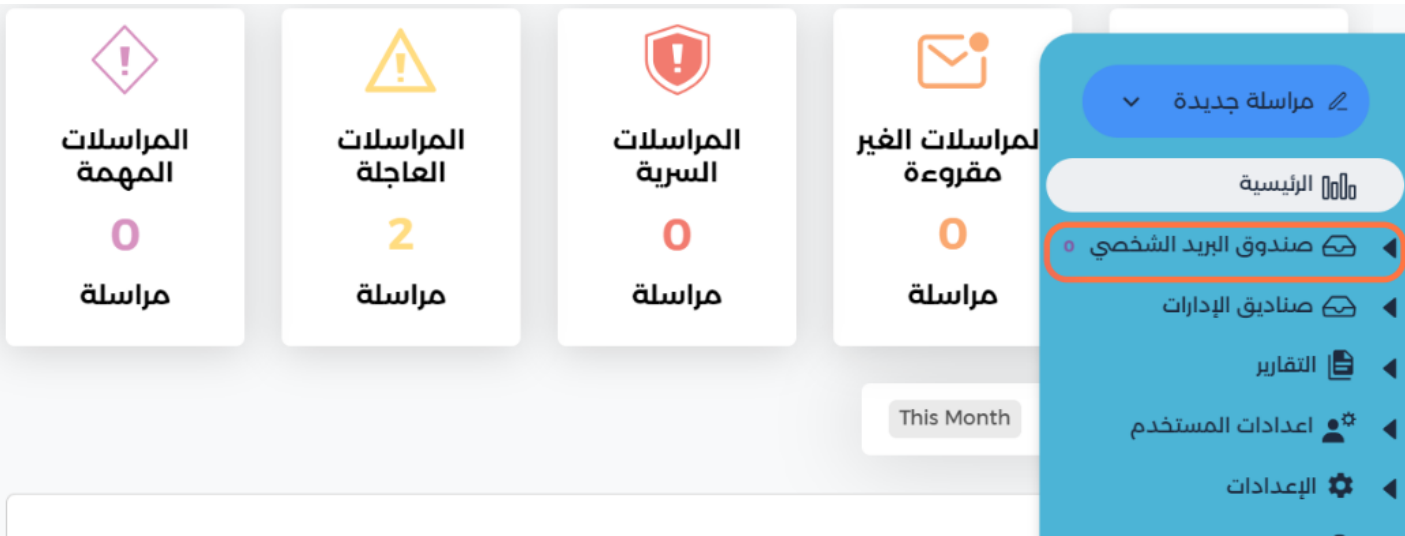 مراسلة جديدة
الرئيسية
صندوق البريد الشخصي 0
صناديق الإدارات
التقارير
اعدادات المستخدم
الإعدادات
لمراسلات الغير
مقروءة
0
مراسلة
المراسلات
السرية
0
مراسلة
المراسلات
العاجلة
2
مراسلة
المراسلات
المهمة
0
مراسلة
This Month